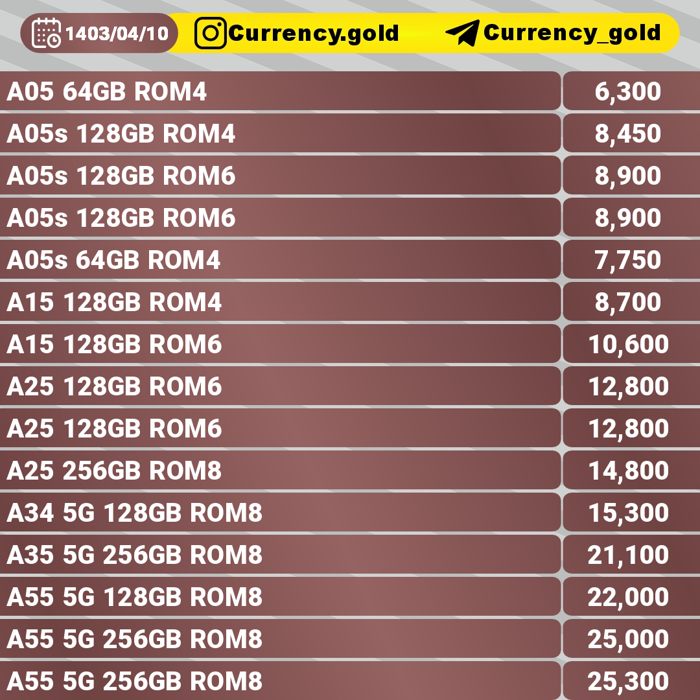 1403/04/10 Currency.gold Currency_gold
A05 64GB ROM4 6,300
A05s 128GB ROM4 8,450
A05s 128GB ROM6 8,900
A05s 128GB ROM6 8,900
A05s 64GB ROM4 7,750
A15 128GB ROM4 8,700
A15 128GB ROM6 10,600
A25 128GB ROM6 12,800
A25 128GB ROM6 12,800
A25 256GB ROM8 14,800
A34 5G 128GB ROM8 15,300
A35 5G 256GB ROM8 21,100
A55 5G 128GB ROM8 22,000
A55 5G 256GB ROM8 25,000
A55 5G 256GB ROM8 25,300